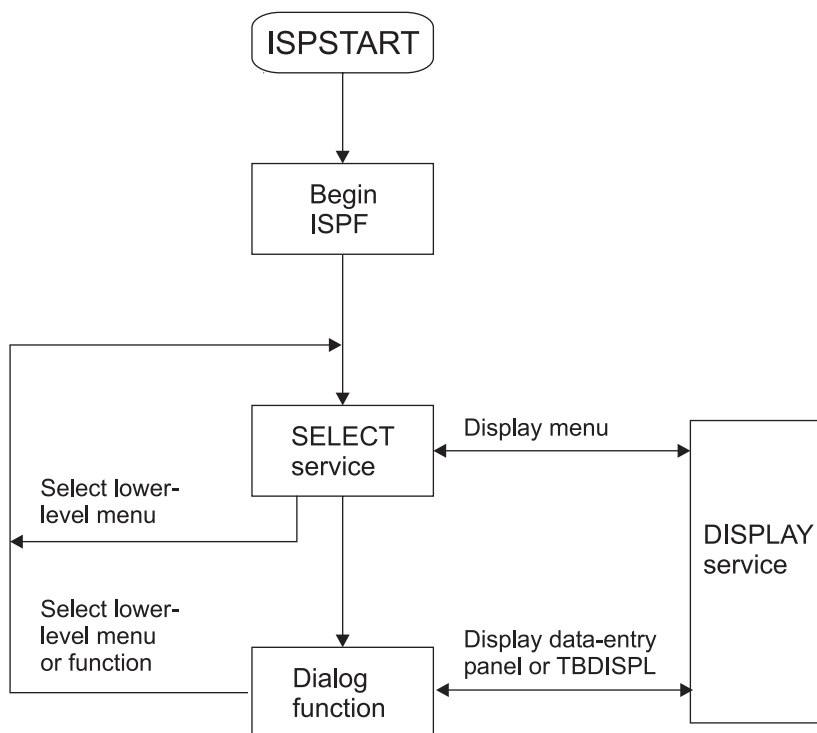 ISPSTART
Begin
ISPF
SELECT
service
Display menu
Select lower-
level menu
DISPLAY
service
Select lower-
level menu
or function
Display data-entry
panel or TBDISPL
Dialog
function